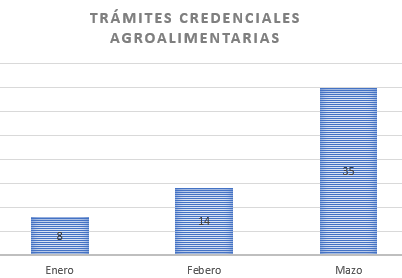 TRÁMITES CREDENCIALES
AGROALIMENTARIAS
35
14
8
Enero Febero Mazo